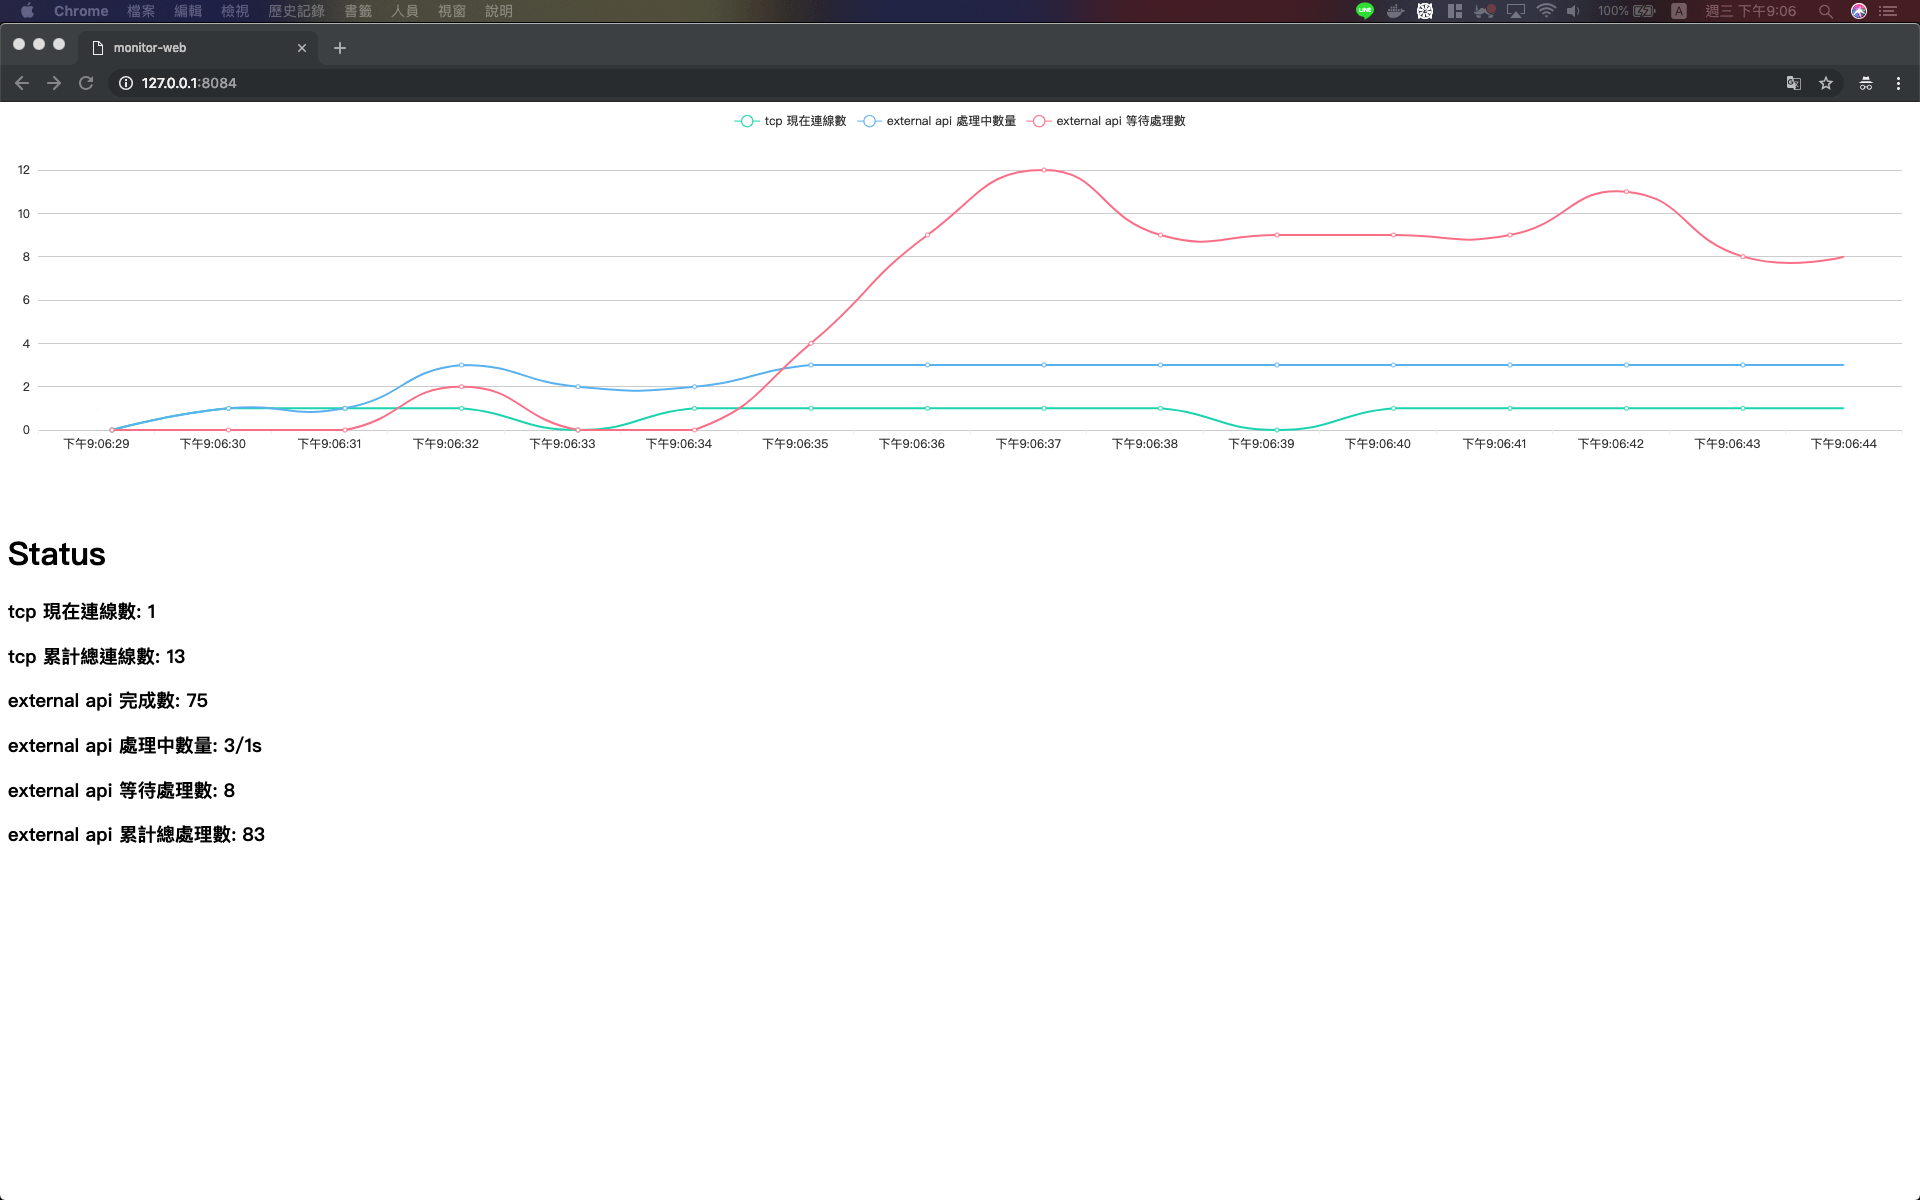 Chrome 檔案 編輯 檢視 歷史記錄 書籤 人員 視窗 說明 LINE 100% A 週三 下午9:06
monitor-web
127.0.0.1:8084
tcp 現在連線數 external api 處理中數量 external api 等待處理數
12
10
8
6
4
2
0
下午9:06:29 下午9:06:30 下午9:06:31 下午9:06:32 下午9:06:33 下午9:06:34 下午9:06:35 下午9:06:36 下午9:06:37 下午9:06:38 下午9:06:39 下午9:06:40 下午9:06:41 下午9:06:42 下午9:06:43 下午9:06:44
Status
tcp 現在連線數: 1
tcp 累計總連線數: 13
external api 完成數: 75
external api 處理中數量: 3/1s
external api 等待處理數: 8
external api 累計總處理數: 83